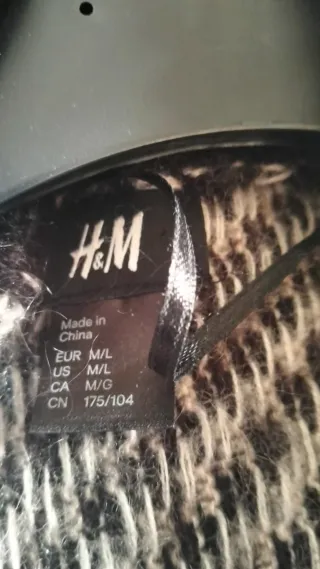 H&M
Made in
China
EUR M/L
US M/L
CA M/G
CN 175/104